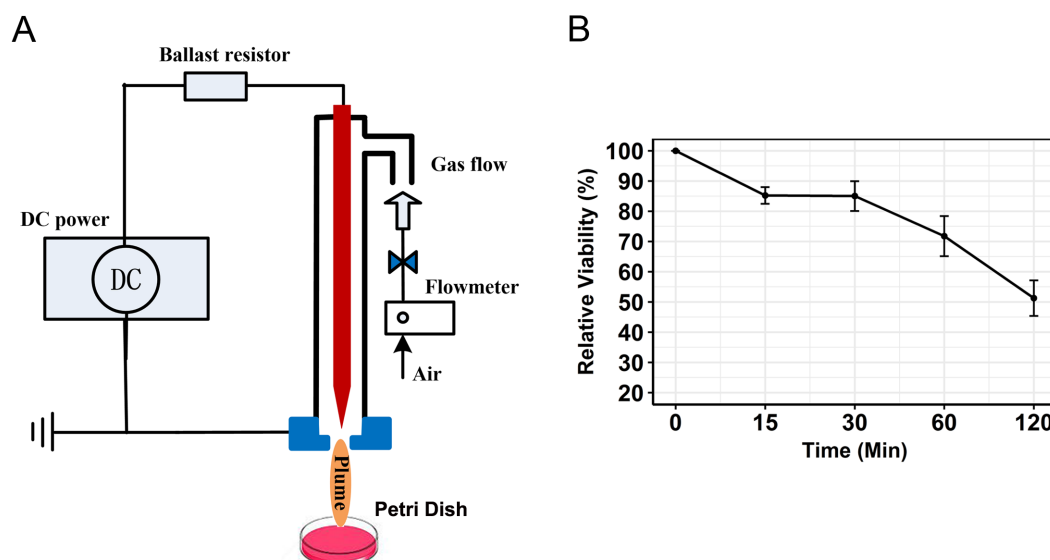 A
Ballast resistor
Gas flow
DC power
DC
Flowmeter
Air
Plume
Petri Dish
B
Relative Viability (%)
100
90
80
70
60
50
40
30
20
0 15 30 60 120
Time (Min)